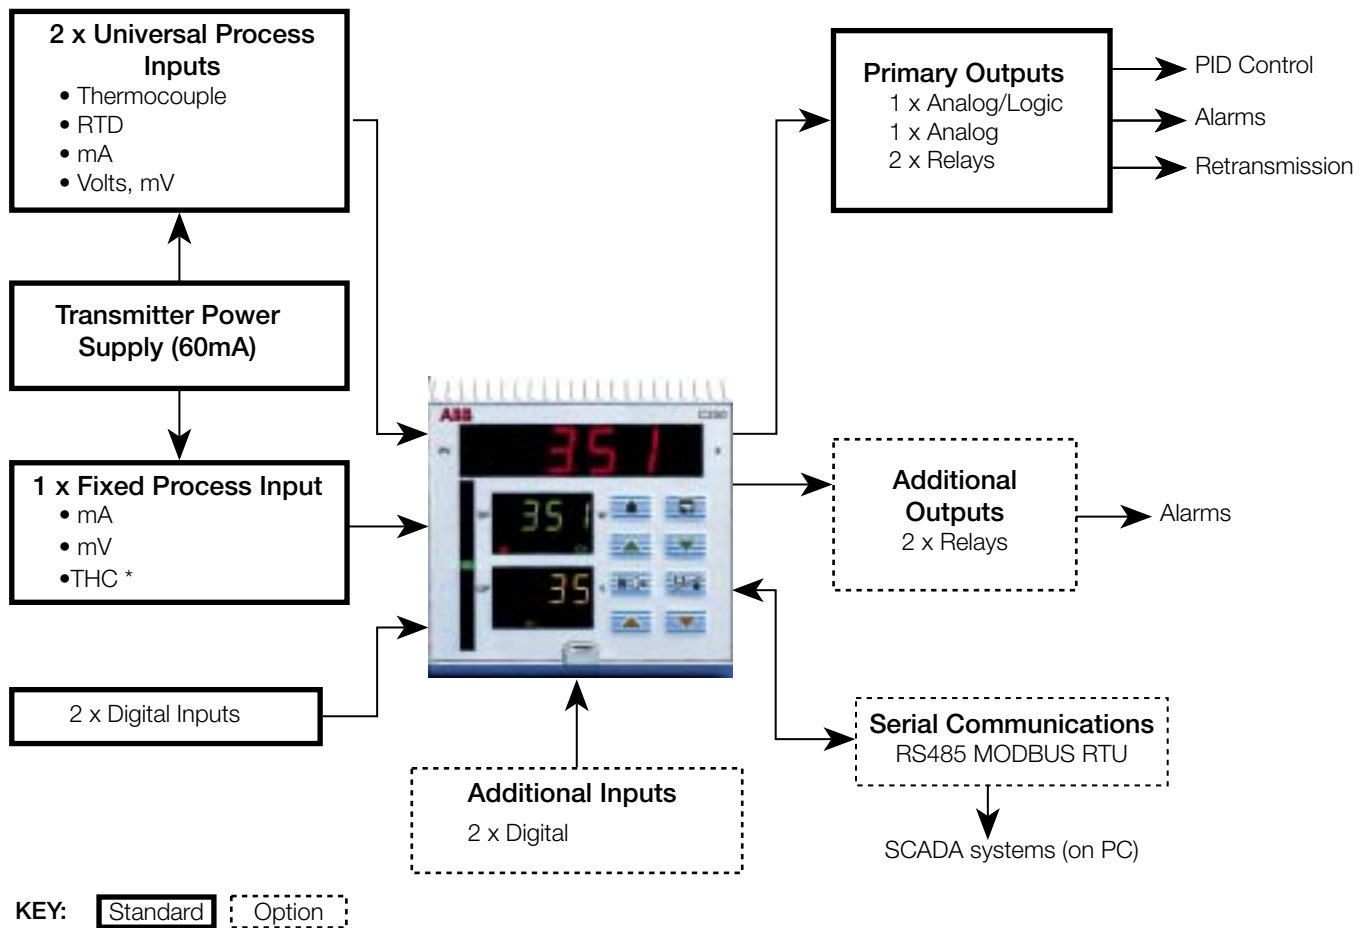 2 x Universal Process
Inputs
• Thermocouple
• RTD
• mA
• Volts, mV
Transmitter Power
Supply (60mA)
1 x Fixed Process Input
• mA
• mV
•THC *
2 x Digital Inputs
ABB
351
351
35
Additional Inputs
2 x Digital
Primary Outputs
1 x Analog/Logic
1 x Analog
2 x Relays
PID Control
Alarms
Retransmission
Additional
Outputs
2 x Relays
Alarms
Serial Communications
RS485 MODBUS RTU
SCADA systems (on PC)
KEY: Standard Option